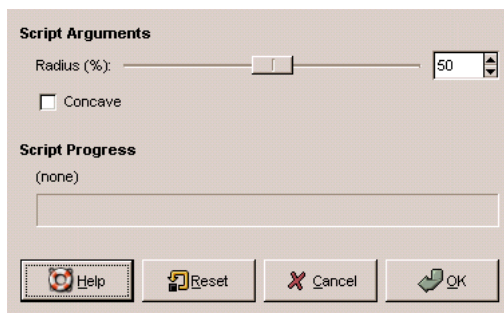 Script Arguments
Radius (%): 50
Concave
Script Progress
(none)
Help Reset Cancel OK